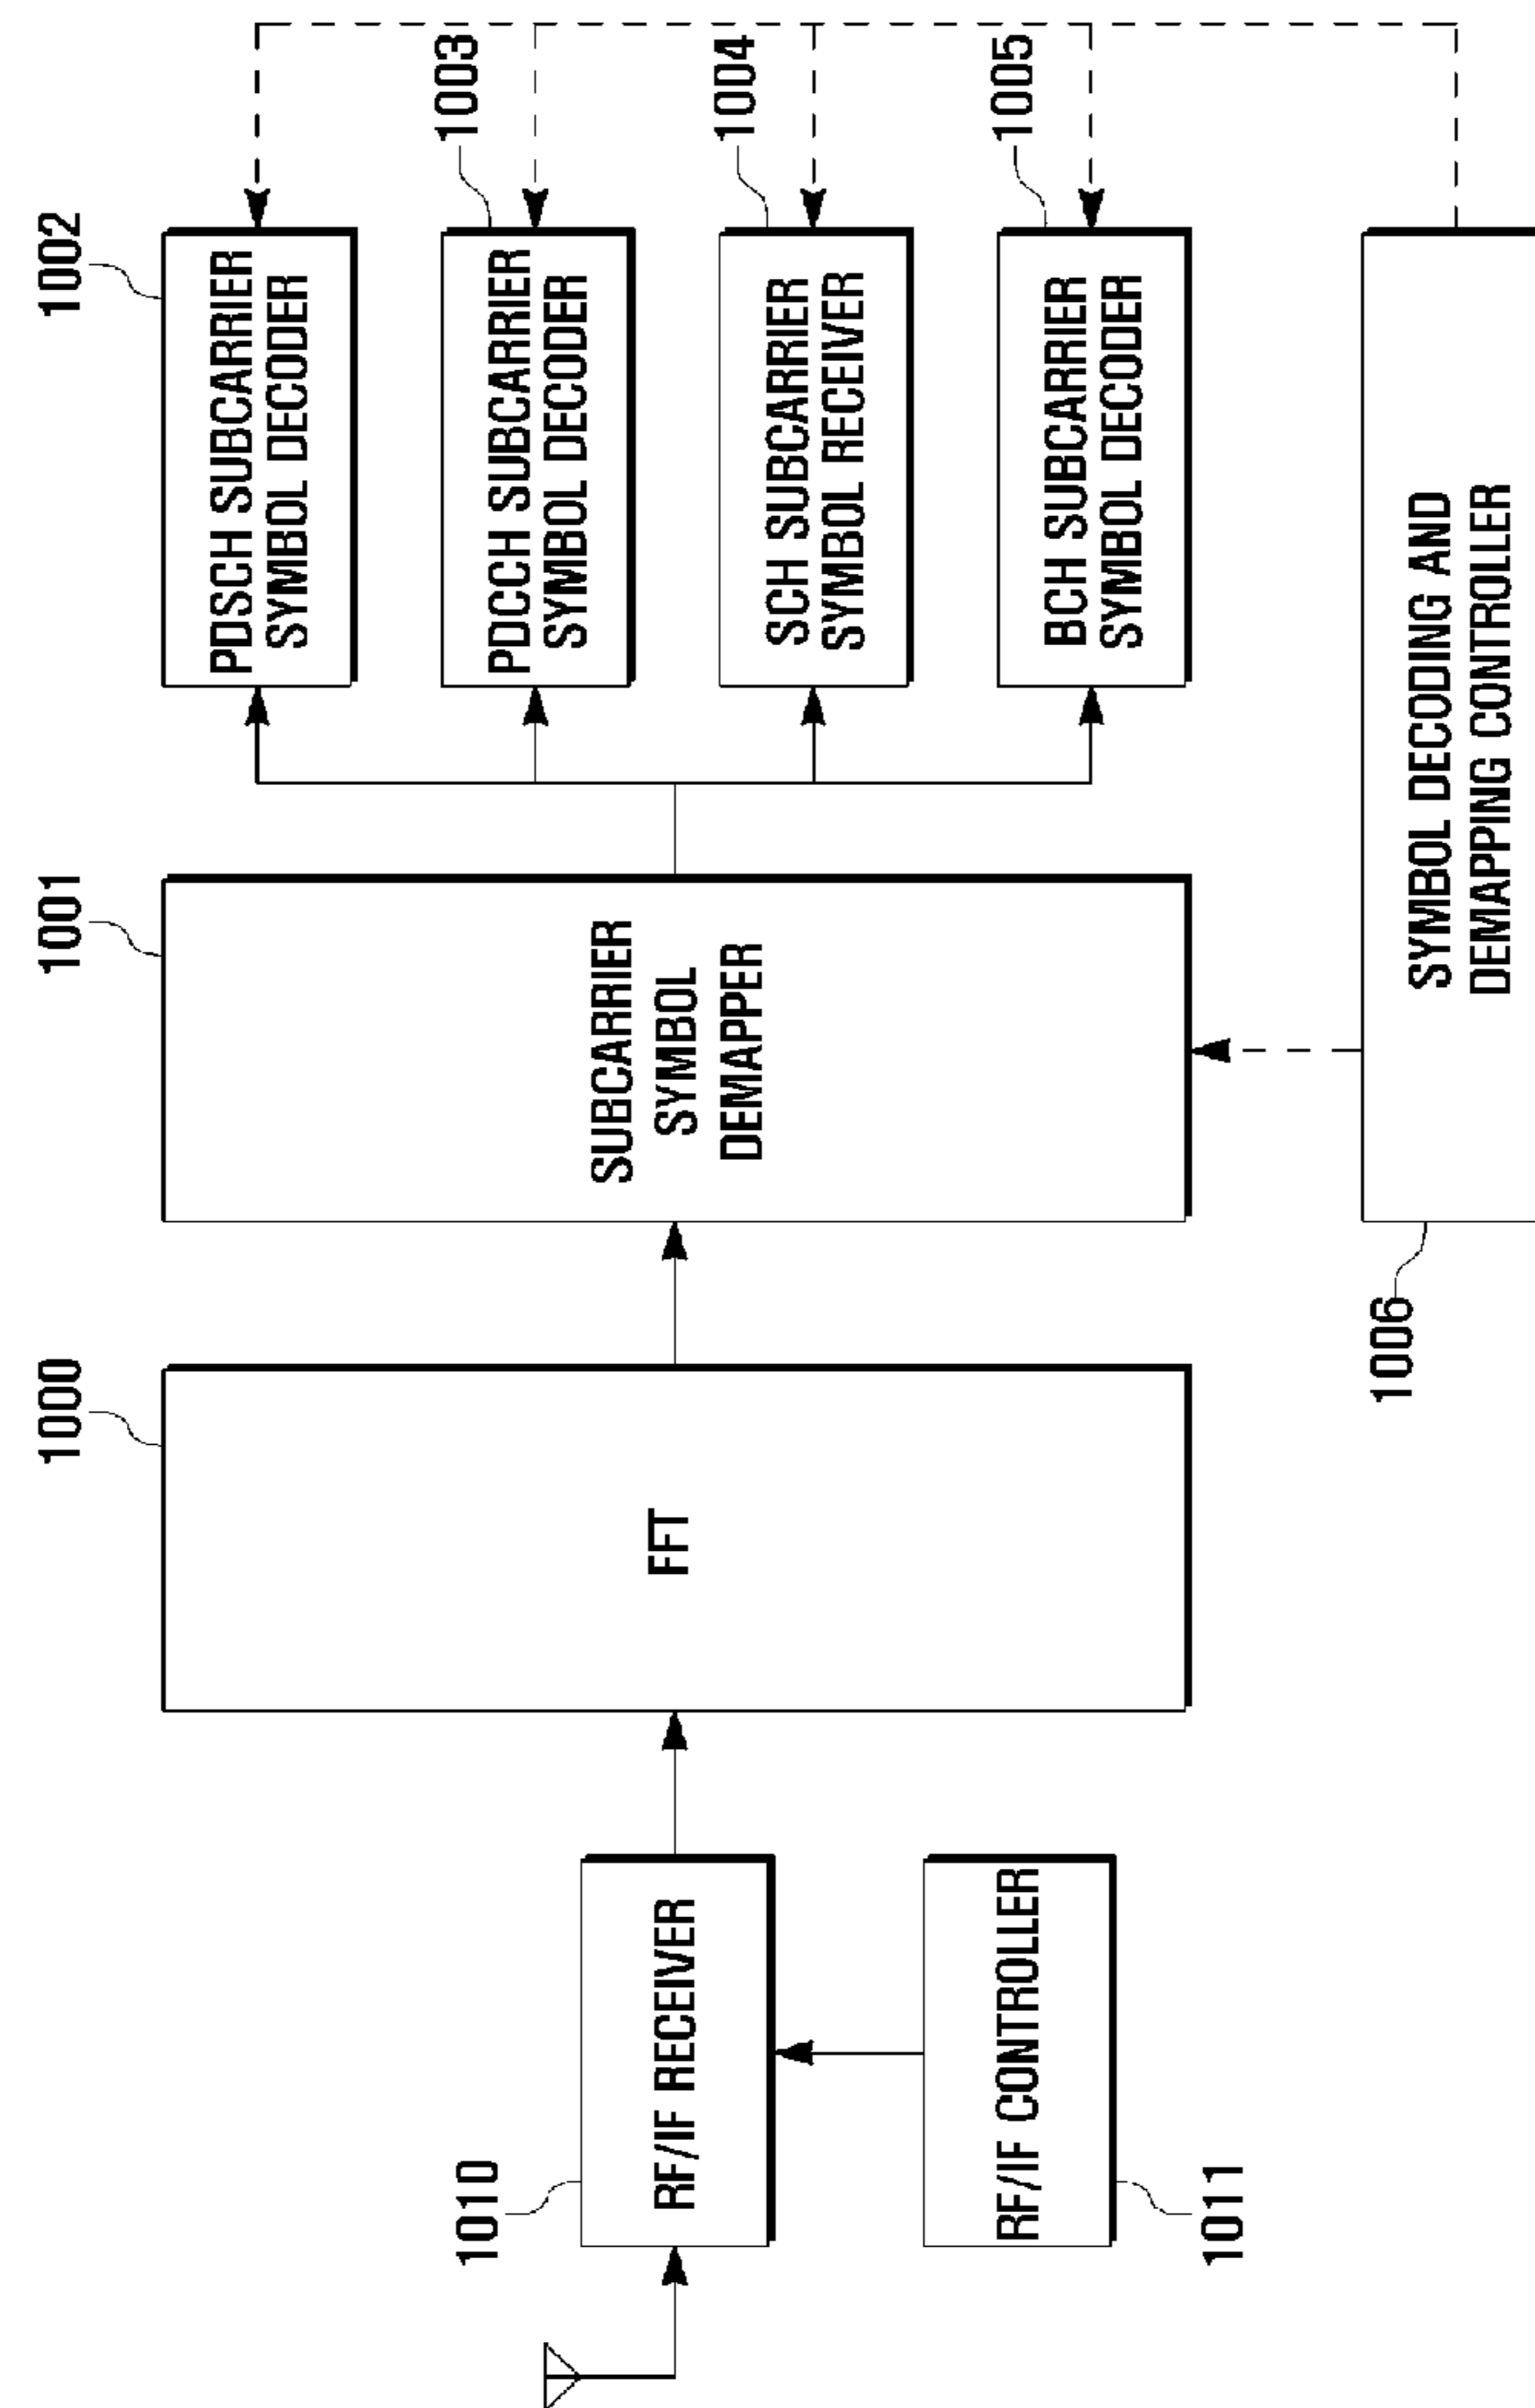 1010
RF/IF RECEIVER
RF/IF CONTROLLER
1011
1000
FFT
1001
SUBCARRIER
SYMBOL
DEMAPPER
1002
PDSCH SUBCARRIER
SYMBOL DECODER
1003
PDCCH SUBCARRIER
SYMBOL DECODER
1004
SCH SUBCARRIER
SYMBOL RECEIVER
1005
BCH SUBCARRIER
SYMBOL DECODER
1006
SYMBOL DECODING AND
DEMAPPING CONTROLLER